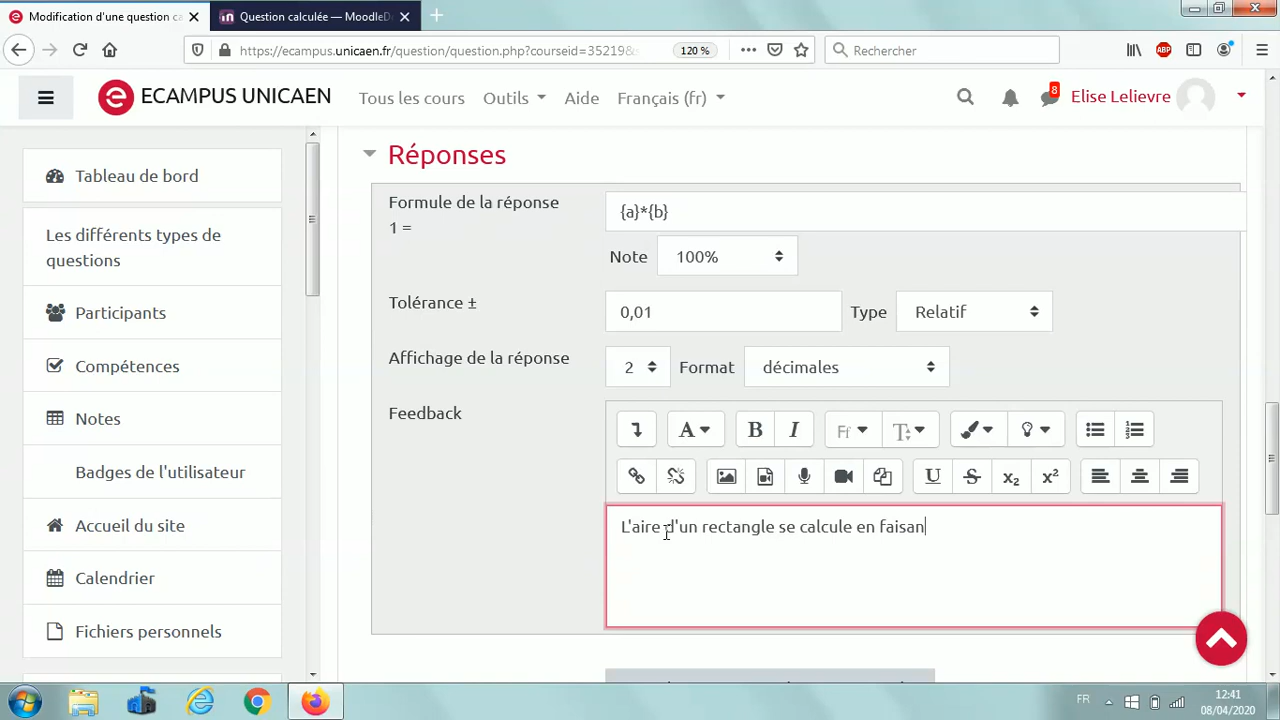 Modification d'une question ca
Question calculée — MoodleD
https://ecampus.unicaen.fr/question/question.php?courseid=35219&
120 %
Rechercher
ABP
ECAMPUS UNICAEN
Tous les cours
Outils
Aide
Français (fr)
8
Elise Lelievre
Tableau de bord
Les différents types de
questions
Participants
Compétences
Notes
Badges de l'utilisateur
Accueil du site
Calendrier
Fichiers personnels
Réponses
Formule de la réponse
1 =
{a}*{b}
Note
100%
Tolérance ±
0,01
Type
Relatif
Affichage de la réponse
2
Format
décimales
Feedback
L'aire d'un rectangle se calcule en faisan
FR
12:41
08/04/2020